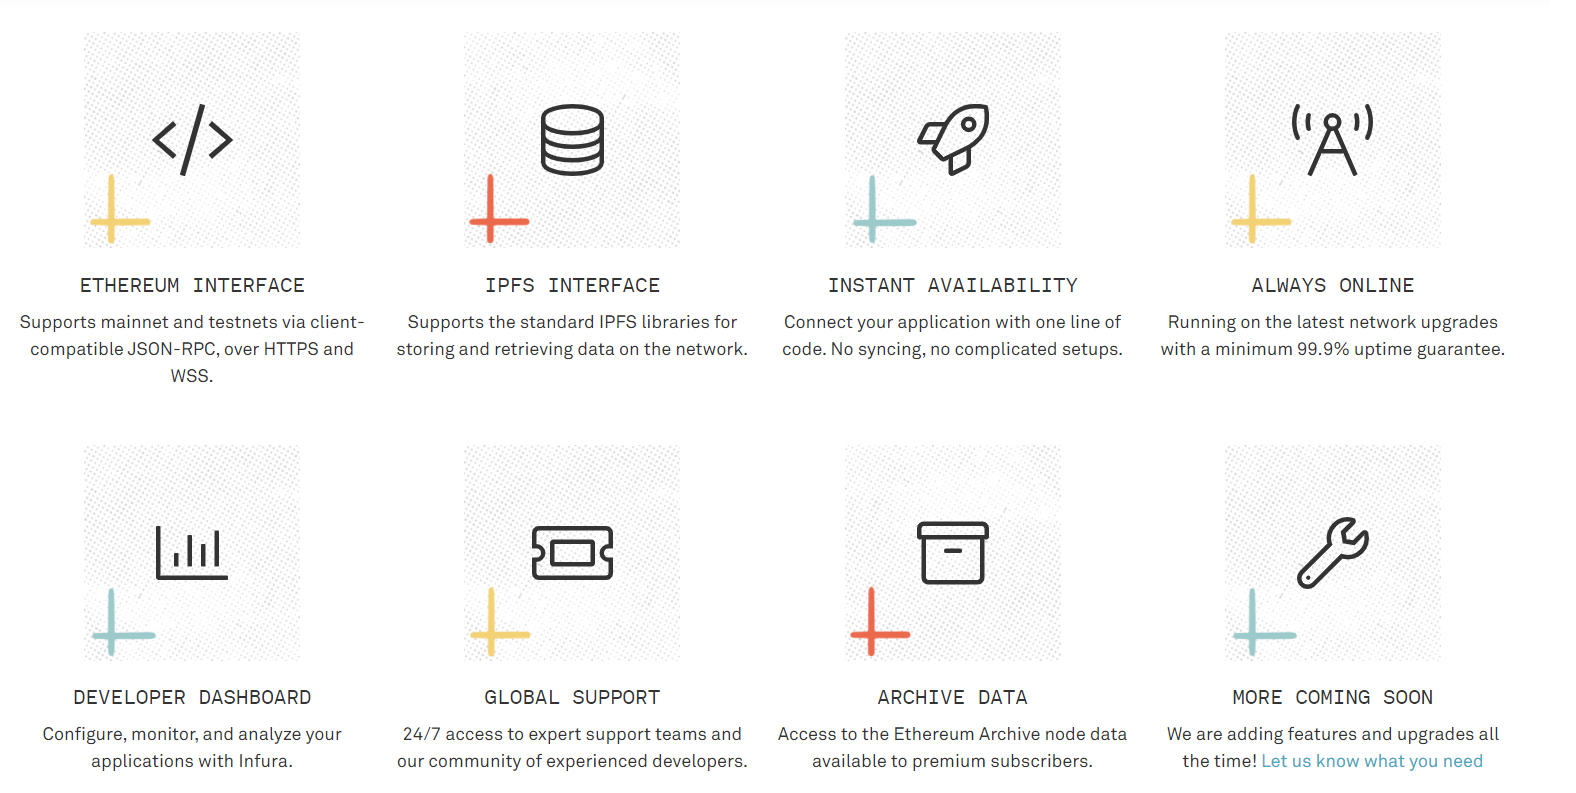 ETHEREUM INTERFACE
Supports mainnet and testnets via client-
compatible JSON-RPC, over HTTPS and
WSS.
IPFS INTERFACE
Supports the standard IPFS libraries for
storing and retrieving data on the network.
INSTANT AVAILABILITY
Connect your application with one line of
code. No syncing, no complicated setups.
ALWAYS ONLINE
Running on the latest network upgrades
with a minimum 99.9% uptime guarantee.
DEVELOPER DASHBOARD
Configure, monitor, and analyze your
applications with Infura.
GLOBAL SUPPORT
24/7 access to expert support teams and
our community of experienced developers.
ARCHIVE DATA
Access to the Ethereum Archive node data
available to premium subscribers.
MORE COMING SOON
We are adding features and upgrades all
the time! Let us know what you need